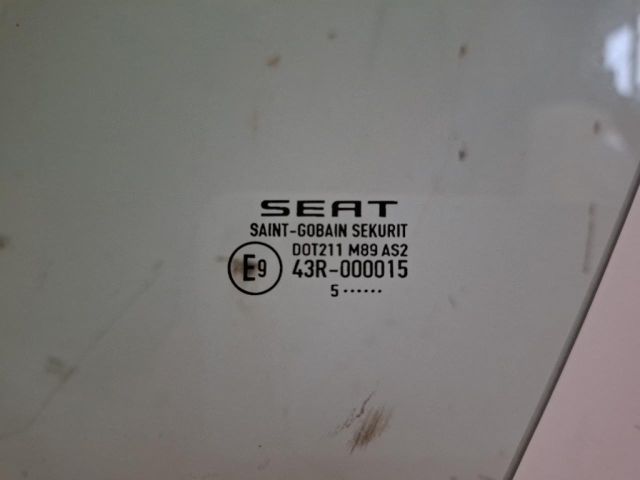 SEAT
SAINT-GOBAIN SEKURIT
DOT211 M89 AS2
E9 43R-000015
5 ······